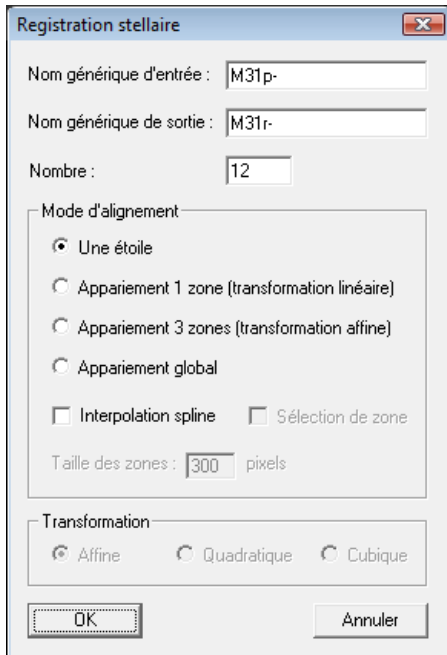 Registration stellaire
Nom générique d'entrée : M31p-
Nom générique de sortie : M31r-
Nombre : 12
Mode d'alignement
Une étoile
Appariement 1 zone (transformation linéaire)
Appariement 3 zones (transformation affine)
Appariement global
Interpolation spline Sélection de zone
Taille des zones : 300 pixels
Transformation
Affine Quadratique Cubique
OK Annuler